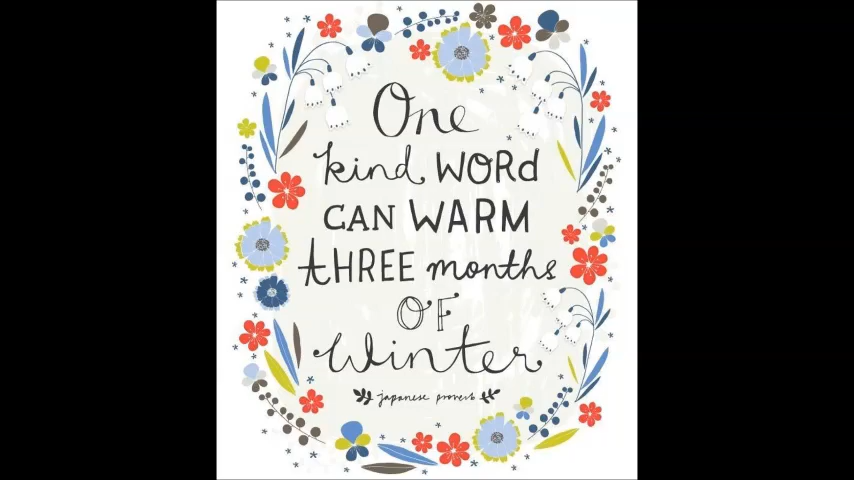 One
kind WORD
CAN WARM
tHREE months
OF
Winter
japanese proverb